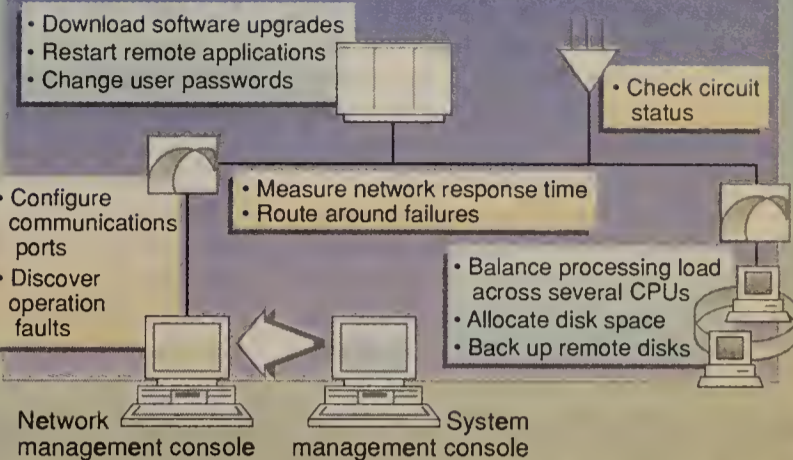 • Download software upgrades
• Restart remote applications
• Change user passwords
• Check circuit
status
• Measure network response time
• Route around failures
• Configure
communications
ports
• Discover
operation
faults
• Balance processing load
across several CPUs
• Allocate disk space
• Back up remote disks
Network
management console
System
management console